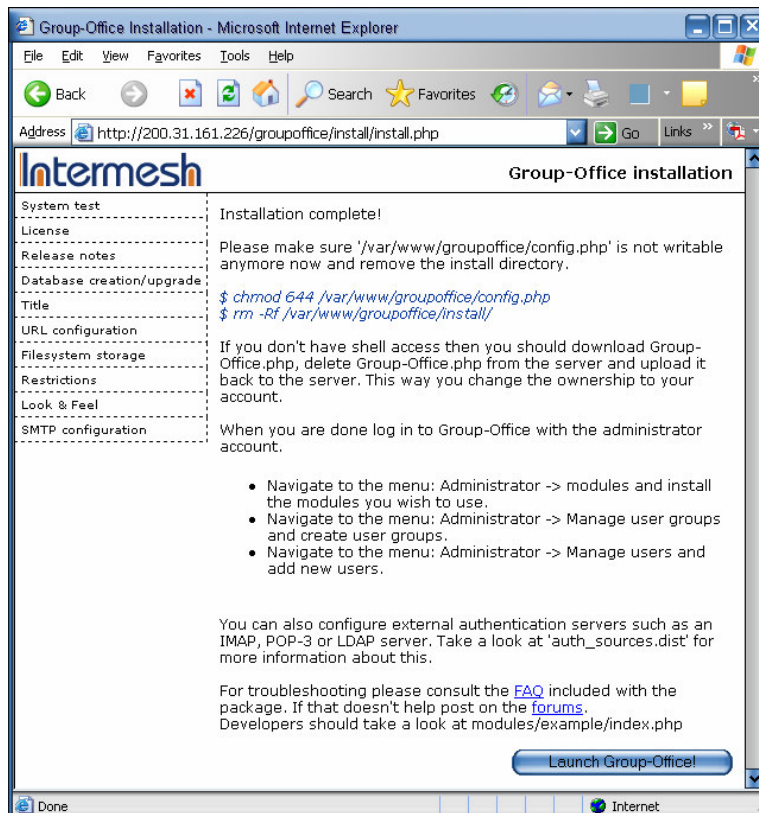 Group-Office Installation - Microsoft Internet Explorer
File Edit View Favorites Tools Help
Back Search Favorites
Address http://200.31.161.226/groupoffice/install/install.php Go Links »
Intermesh
Group-Office installation
System test
License
Release notes
Database creation/upgrade
Title
URL configuration
Filesystem storage
Restrictions
Look & Feel
SMTP configuration
Installation complete!
Please make sure '/var/www/groupoffice/config.php' is not writable
anymore now and remove the install directory.
$ chmod 644 /var/www/groupoffice/config.php
$ rm -Rf /var/www/groupoffice/install/
If you don't have shell access then you should download Group-
Office.php, delete Group-Office.php from the server and upload it
back to the server. This way you change the ownership to your
account.
When you are done log in to Group-Office with the administrator
account.
• Navigate to the menu: Administrator -> modules and install
the modules you wish to use.
• Navigate to the menu: Administrator -> Manage user groups
and create user groups.
• Navigate to the menu: Administrator -> Manage users and
add new users.
You can also configure external authentication servers such as an
IMAP, POP-3 or LDAP server. Take a look at 'auth_sources.dist' for
more information about this.
For troubleshooting please consult the FAQ included with the
package. If that doesn't help post on the forums.
Developers should take a look at modules/example/index.php
Launch Group-Office!
Done Internet